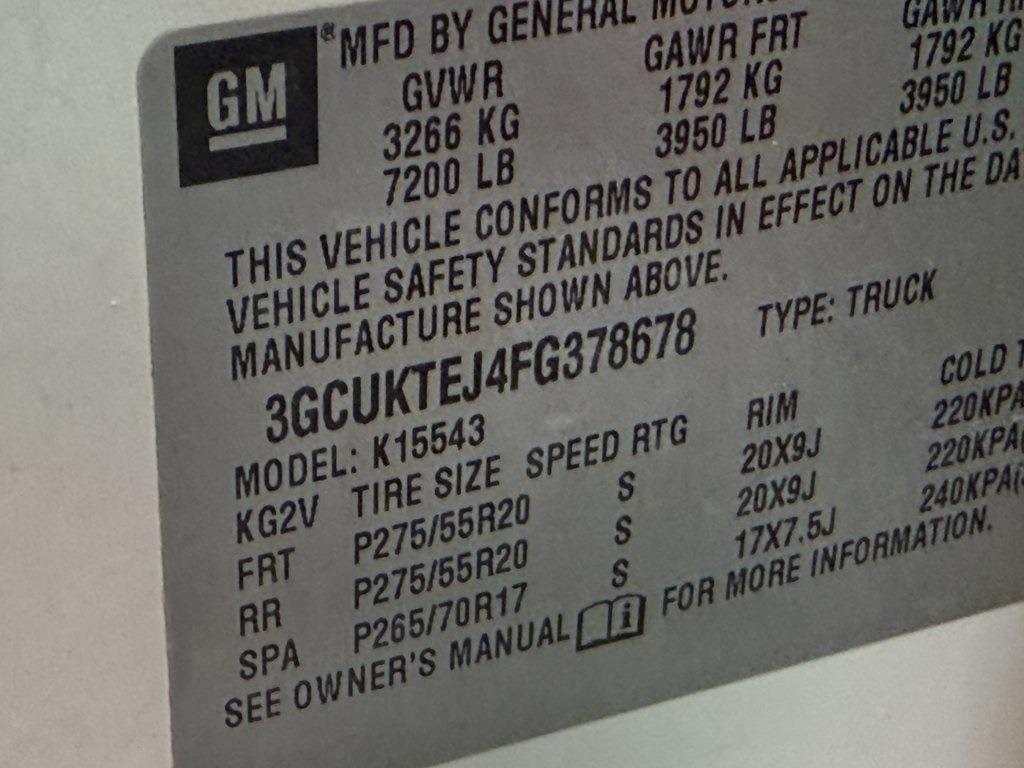 GM ® MFD BY GENERAL MOTORS
GVWR GAWR FRT GAWR
3266 KG 1792 KG 1792 KG
7200 LB 3950 LB 3950 LB
THIS VEHICLE CONFORMS TO ALL APPLICABLE U.S.
VEHICLE SAFETY STANDARDS IN EFFECT ON THE DA
MANUFACTURE SHOWN ABOVE.
3GCUKTEJ4FG378678 TYPE: TRUCK
MODEL: K15543
KG2V TIRE SIZE SPEED RTG RIM COLD
FRT P275/55R20 S 20X9J 220KPA
RR P275/55R20 S 20X9J 220KPA(
SPA P265/70R17 S 17X7.5J 240KPA(
SEE OWNER'S MANUAL i FOR MORE INFORMATION.